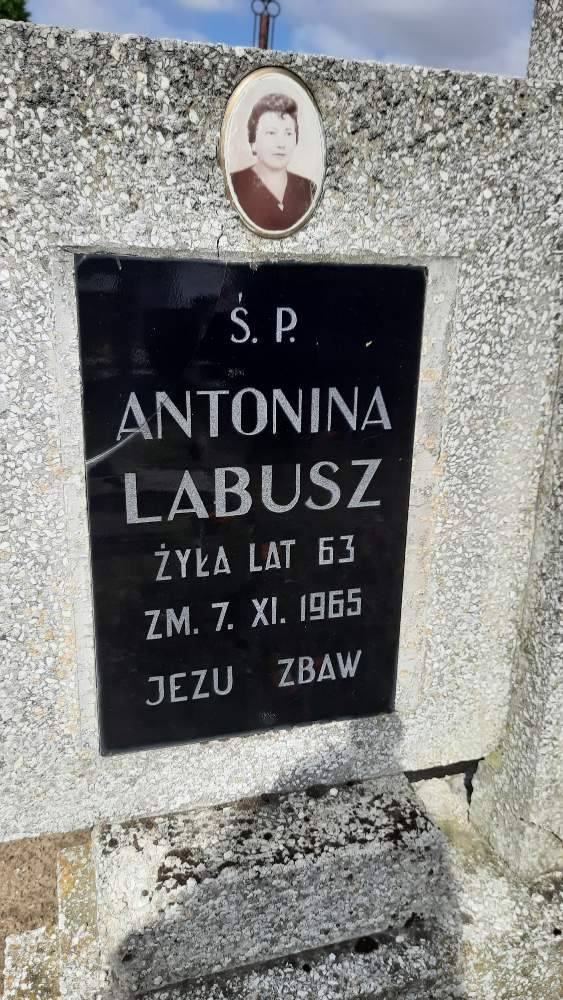 Ś. P.
ANTONINA
LABUSZ
ŻYŁA LAT 63
ZM. 7. XI. 1965
JEZU ZBAW